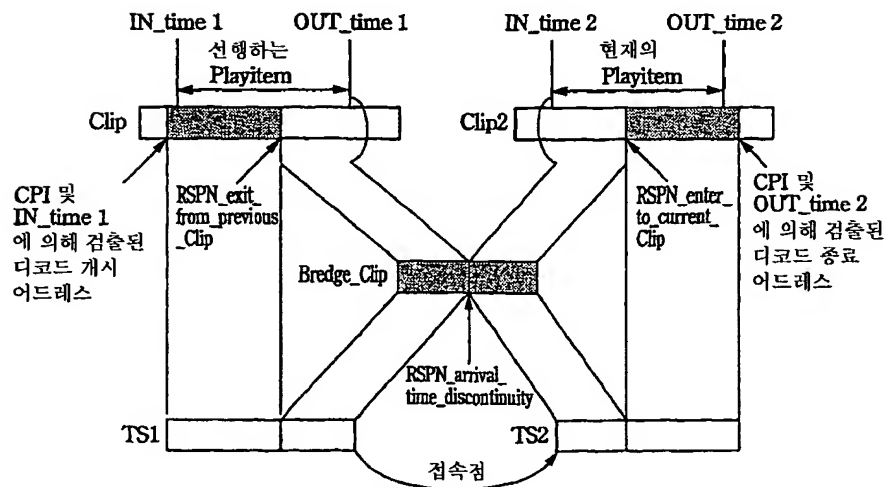 IN_time 1
OUT_time 1
IN_time 2
OUT_time 2
선행하는
Playitem
현재의
Playitem
Clip
Clip2
CPI 및
IN_time 1
에 의해 검출된
디코드 개시
어드레스
RSPN_exit_
from_previous
_Clip
RSPN_enter_
to_current_
Clip
CPI 및
OUT_time 2
에 의해 검출된
디코드 종료
어드레스
Bredge_Clip
RSPN_arrival_
time_discontinuity
TS1
TS2
접속점